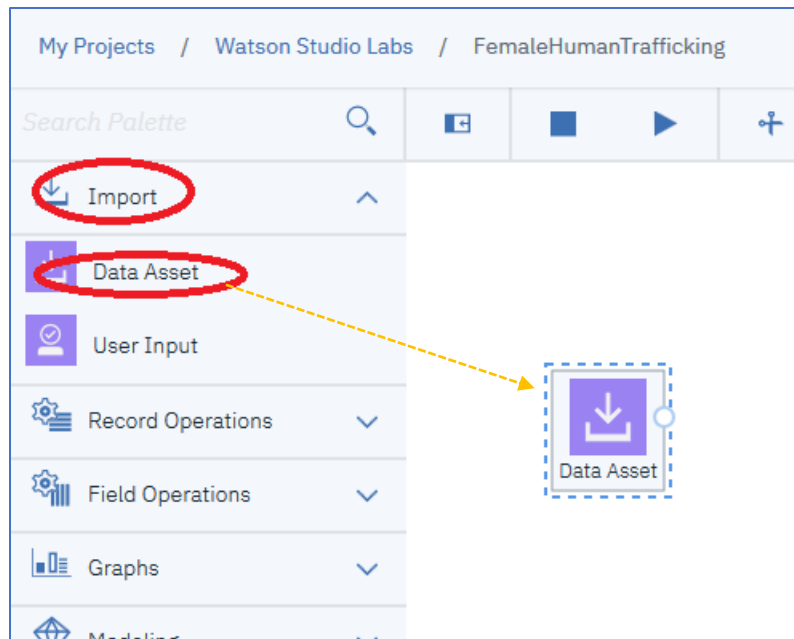 My Projects / Watson Studio Labs / FemaleHumanTrafficking
Search Palette
Import
Data Asset
User Input
Data Asset
Record Operations
Field Operations
Graphs
Modeling